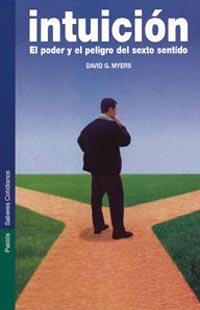 intuición
El poder y el peligro del sexto sentido
DAVID G. MYERS
Paidós Saberes Cotidianos